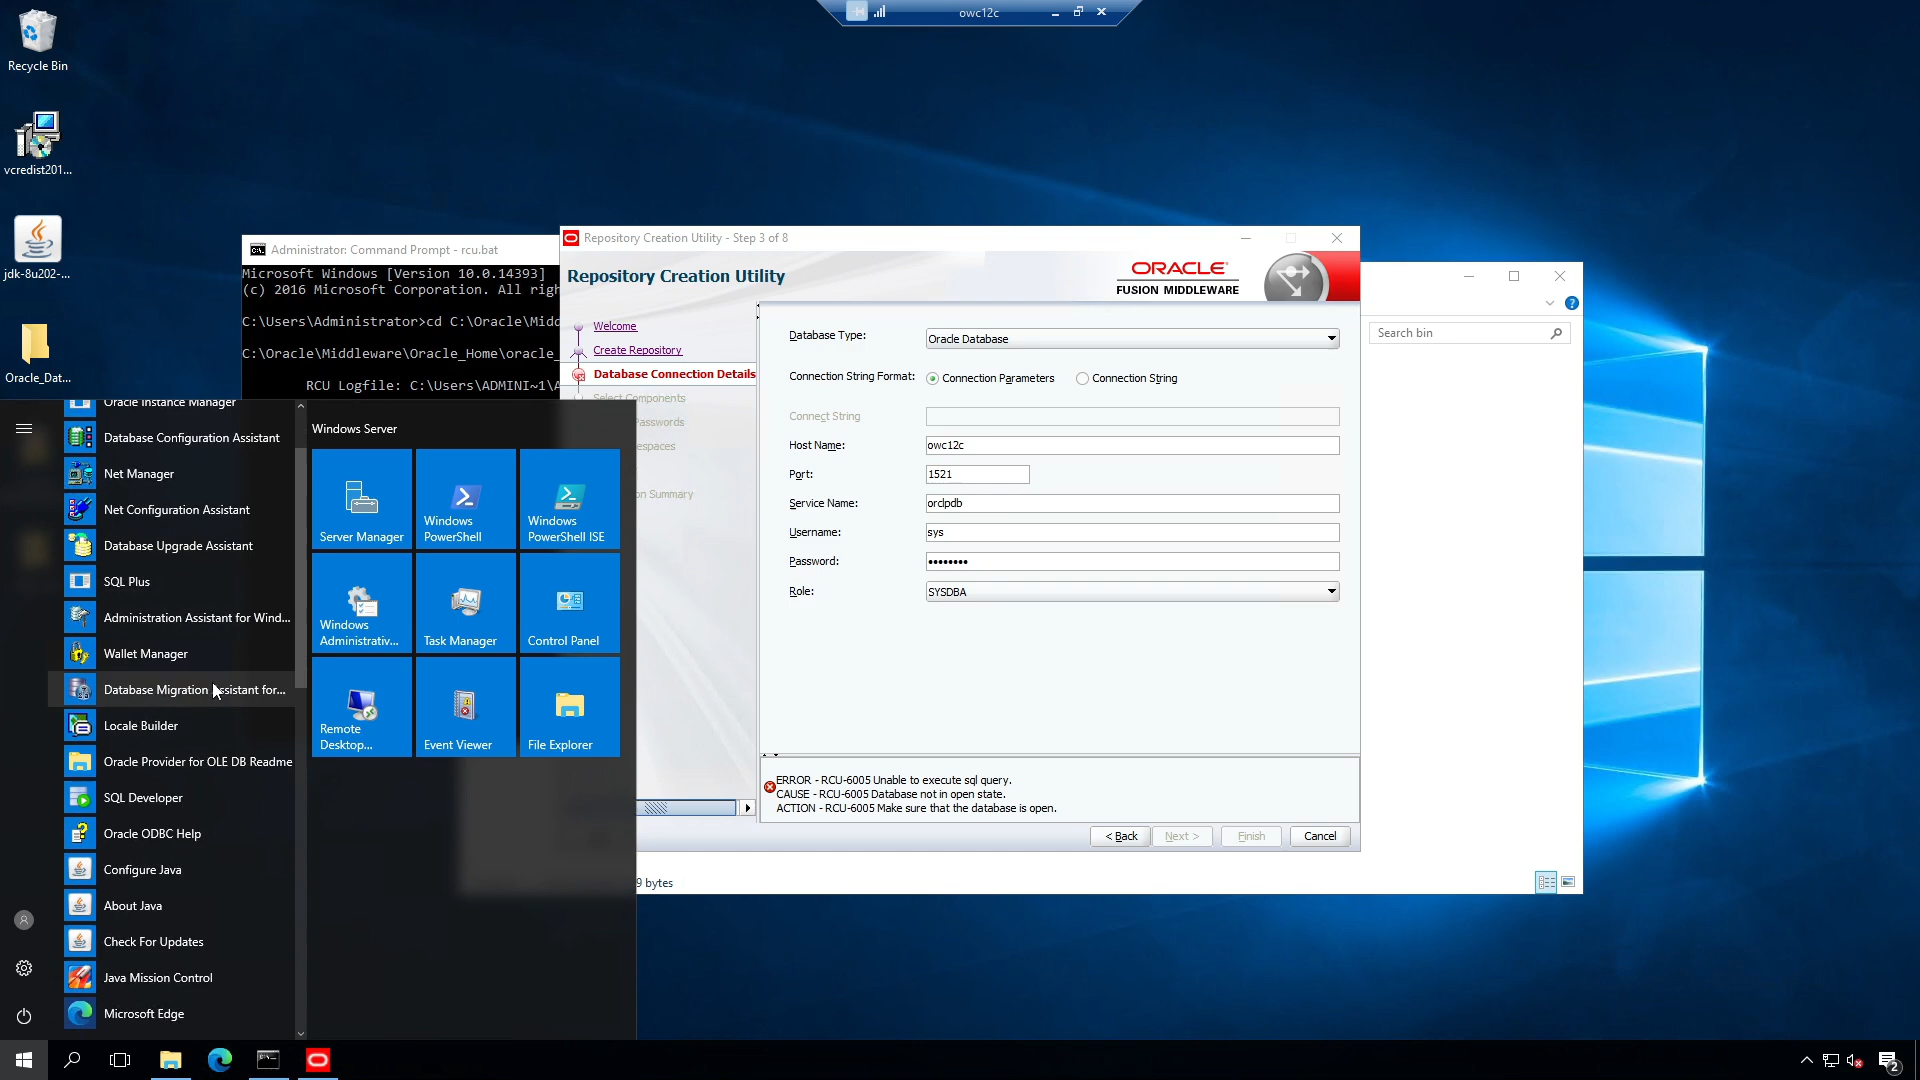 owc12c
Recycle Bin
vcredist201...
jdk-8u202-...
Oracle_Dat...
Administrator: Command Prompt - rcu.bat
Microsoft Windows [Version 10.0.14393]
(c) 2016 Microsoft Corporation. All righ
C:\Users\Administrator>cd C:\Oracle\Midd
C:\Oracle\Middleware\Oracle_Home\oracle_
RCU Logfile: C:\Users\ADMINI~1\A
Repository Creation Utility - Step 3 of 8
Repository Creation Utility
ORACLE
FUSION MIDDLEWARE
Welcome
Create Repository
Database Connection Details
Select Components
Passwords
espaces
on Summary
Database Type:
Oracle Database
Connection String Format:
Connection Parameters
Connection String
Connect String
Host Name:
owc12c
Port:
1521
Service Name:
orclpdb
Username:
sys
Password:
••••••••
Role:
SYSDBA
ERROR - RCU-6005 Unable to execute sql query.
CAUSE - RCU-6005 Database not in open state.
ACTION - RCU-6005 Make sure that the database is open.
< Back
Next >
Finish
Cancel
Search bin
9 bytes
Oracle Instance Manager
Database Configuration Assistant
Net Manager
Net Configuration Assistant
Database Upgrade Assistant
SQL Plus
Administration Assistant for Wind...
Wallet Manager
Database Migration Assistant for...
Locale Builder
Oracle Provider for OLE DB Readme
SQL Developer
Oracle ODBC Help
Configure Java
About Java
Check For Updates
Java Mission Control
Microsoft Edge
Windows Server
Server Manager
Windows
PowerShell
Windows
PowerShell ISE
Windows
Administrativ...
Task Manager
Control Panel
Remote
Desktop...
Event Viewer
File Explorer
2